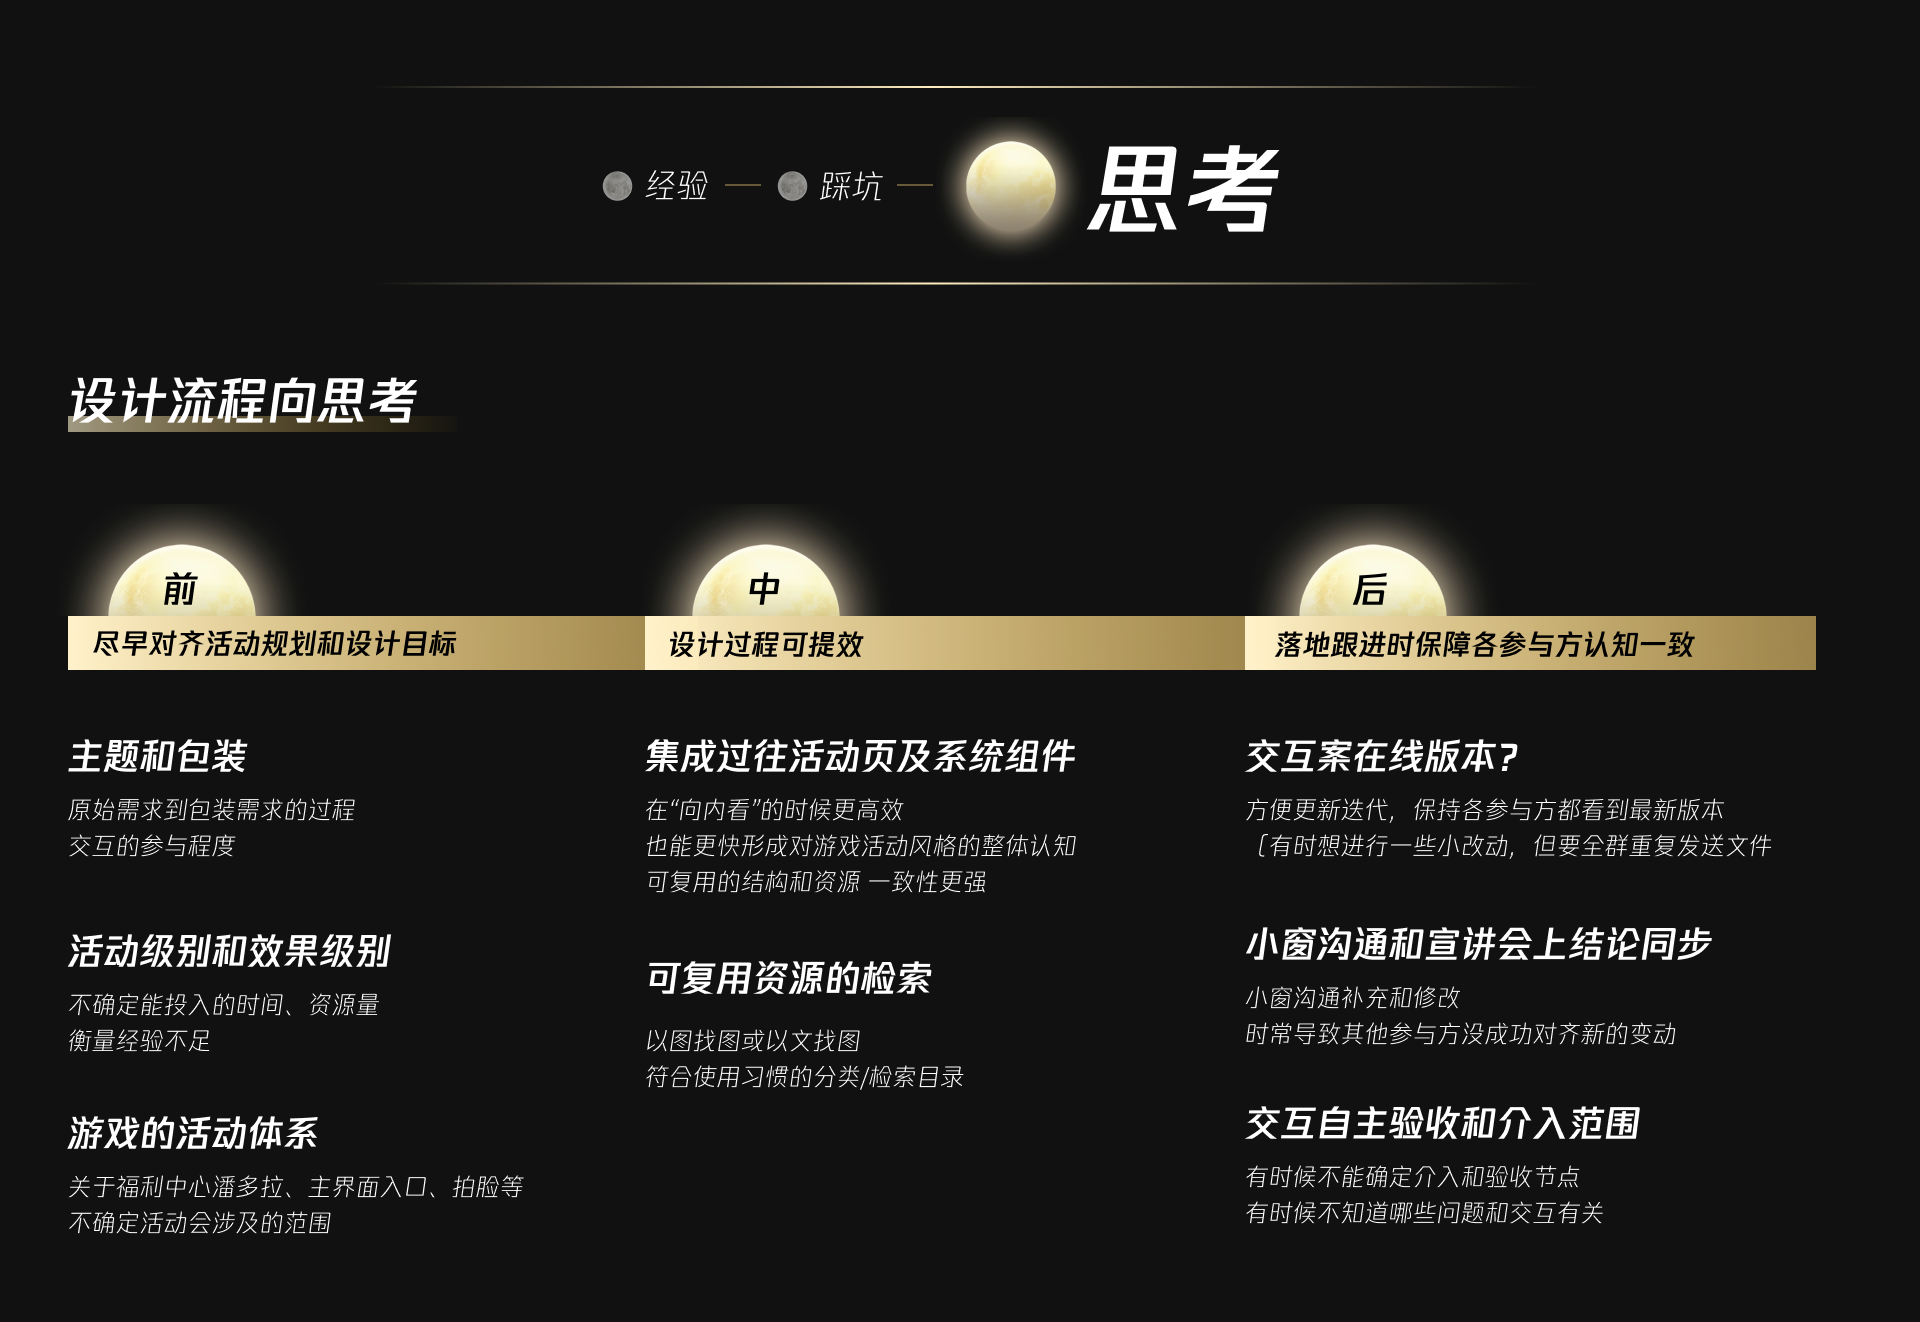 经验
踩坑
思考
设计流程向思考
前
尽早对齐活动规划和设计目标
主题和包装
原始需求到包装需求的过程
交互的参与程度
活动级别和效果级别
不确定能投入的时间、资源量
衡量经验不足
游戏的活动体系
关于福利中心潘多拉、主界面入口、拍脸等
不确定活动会涉及的范围
中
设计过程可提效
集成过往活动页及系统组件
在“向内看”的时候更高效
也能更快形成对游戏活动风格的整体认知
可复用的结构和资源 一致性更强
可复用资源的检索
以图找图或以文找图
符合使用习惯的分类/检索目录
后
落地跟进时保障各参与方认知一致
交互案在线版本?
方便更新迭代，保持各参与方都看到最新版本
（有时想进行一些小改动，但要全群重复发送文件
小窗沟通和宣讲会上结论同步
小窗沟通补充和修改
时常导致其他参与方没成功对齐新的变动
交互自主验收和介入范围
有时候不能确定介入和验收节点
有时候不知道哪些问题和交互有关